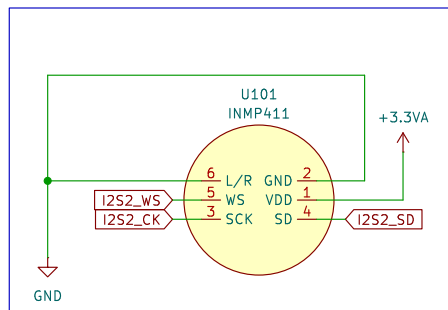 U101
INMP411
+3.3VA
6 L/R GND 2
I2S2_WS 5 WS VDD 1
I2S2_CK 3 SCK SD 4 I2S2_SD
GND